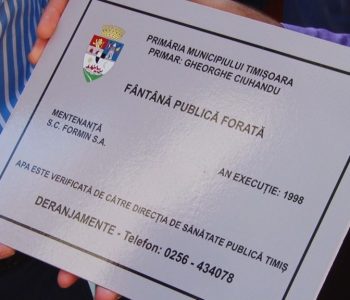 PRIMĂRIA MUNICIPIULUI TIMIȘOARA
PRIMAR: GHEORGHE CIUHANDU
FÂNTÂNĂ PUBLICĂ FORATĂ
MENTENANȚĂ
S.C. FORMIN S.A.
AN EXECUȚIE: 1998
APA ESTE VERIFICATĂ DE CĂTRE DIRECȚIA DE SĂNĂTATE PUBLICĂ TIMIȘ
DERANJAMENTE - Telefon: 0256 - 434078